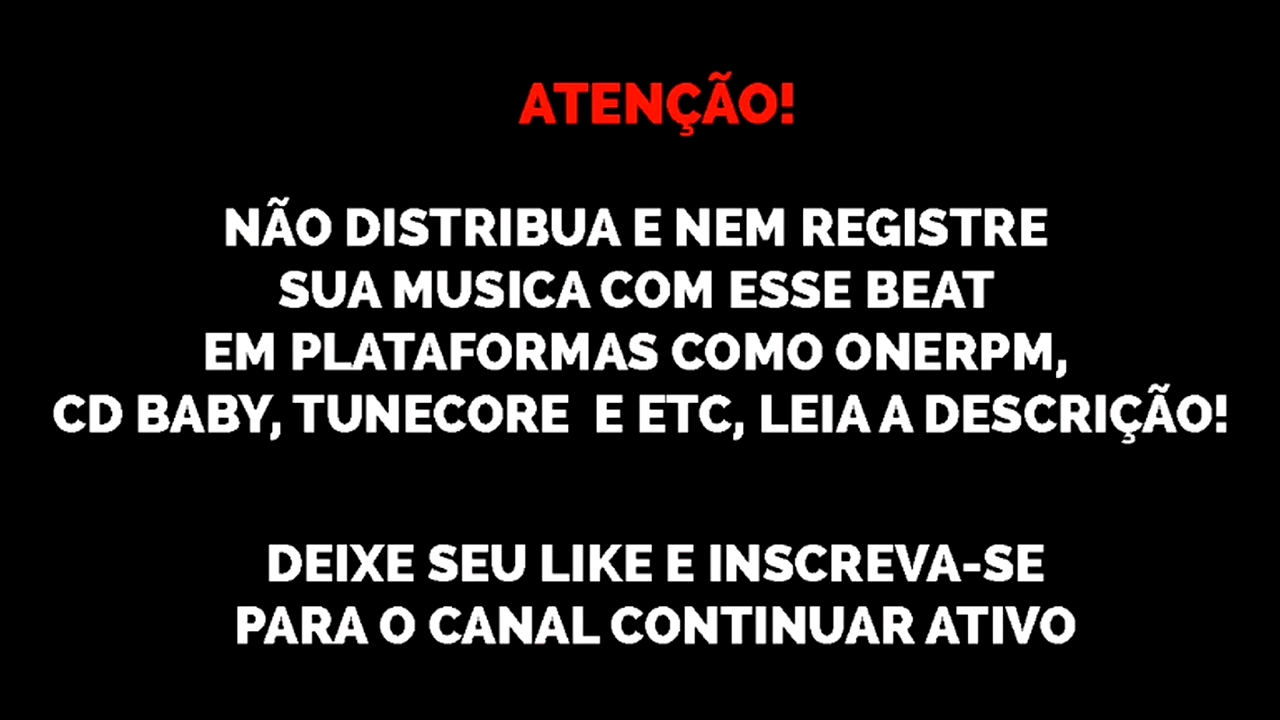 ATENÇÃO!
NÃO DISTRIBUA E NEM REGISTRE
SUA MUSICA COM ESSE BEAT
EM PLATAFORMAS COMO ONERPM,
CD BABY, TUNECORE E ETC, LEIA A DESCRIÇÃO!
DEIXE SEU LIKE E INSCREVA-SE
PARA O CANAL CONTINUAR ATIVO